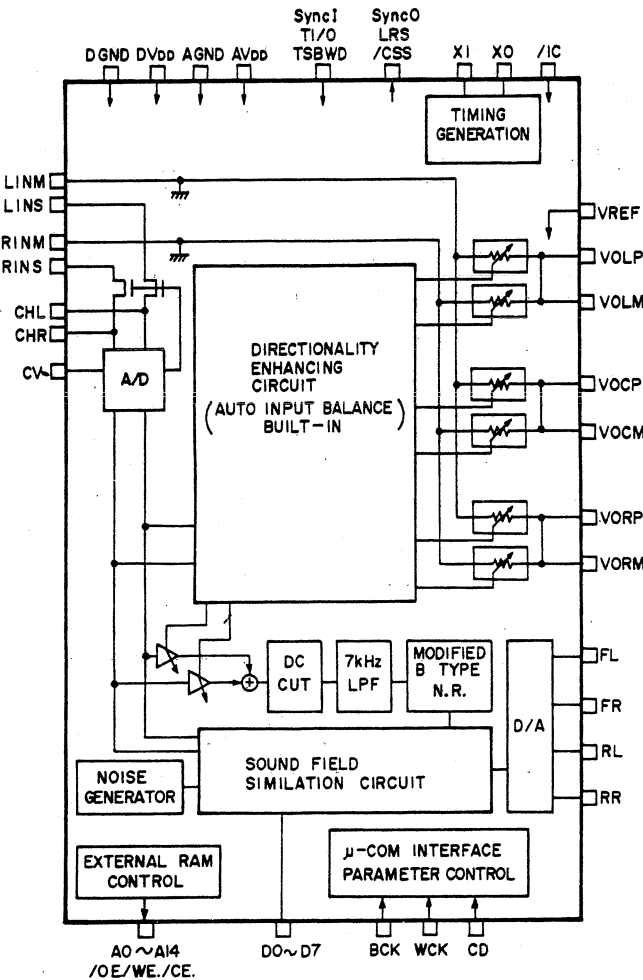 SyncI
TI/O
TSBWD
SyncO
LRS
/CSS
DGND
DVDD
AGND
AVDD
XI
XO
/IC
TIMING
GENERATION
LINM
LINS
RINM
RINS
CHL
CHR
CV
A/D
DIRECTIONALITY
ENHANCING
CIRCUIT
(AUTO INPUT BALANCE
BUILT-IN)
VREF
VOLP
VOLM
VOCP
VOCM
VORP
VORM
DC
CUT
7kHz
LPF
MODIFIED
B TYPE
N.R.
D/A
FL
FR
RL
RR
NOISE
GENERATOR
SOUND FIELD
SIMILATION CIRCUIT
EXTERNAL RAM
CONTROL
μ-COM INTERFACE
PARAMETER CONTROL
A0~A14
/OE/WE./CE.
D0~D7
BCK
WCK
CD